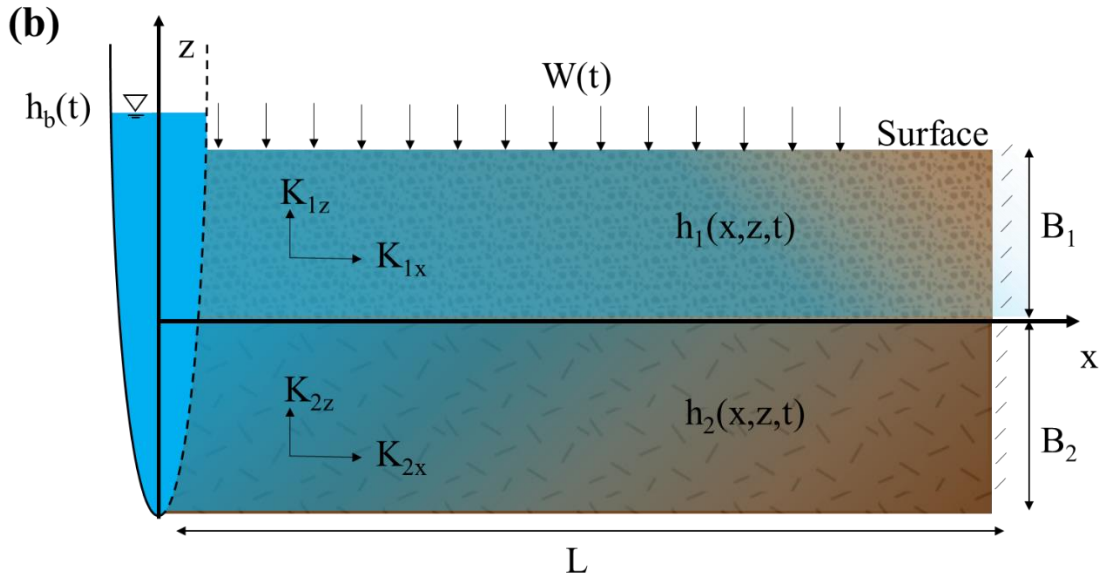 (b)
z
W(t)
h_b(t)
Surface
K_1z
K_1x
h_1(x,z,t)
B_1
x
K_2z
K_2x
h_2(x,z,t)
B_2
L